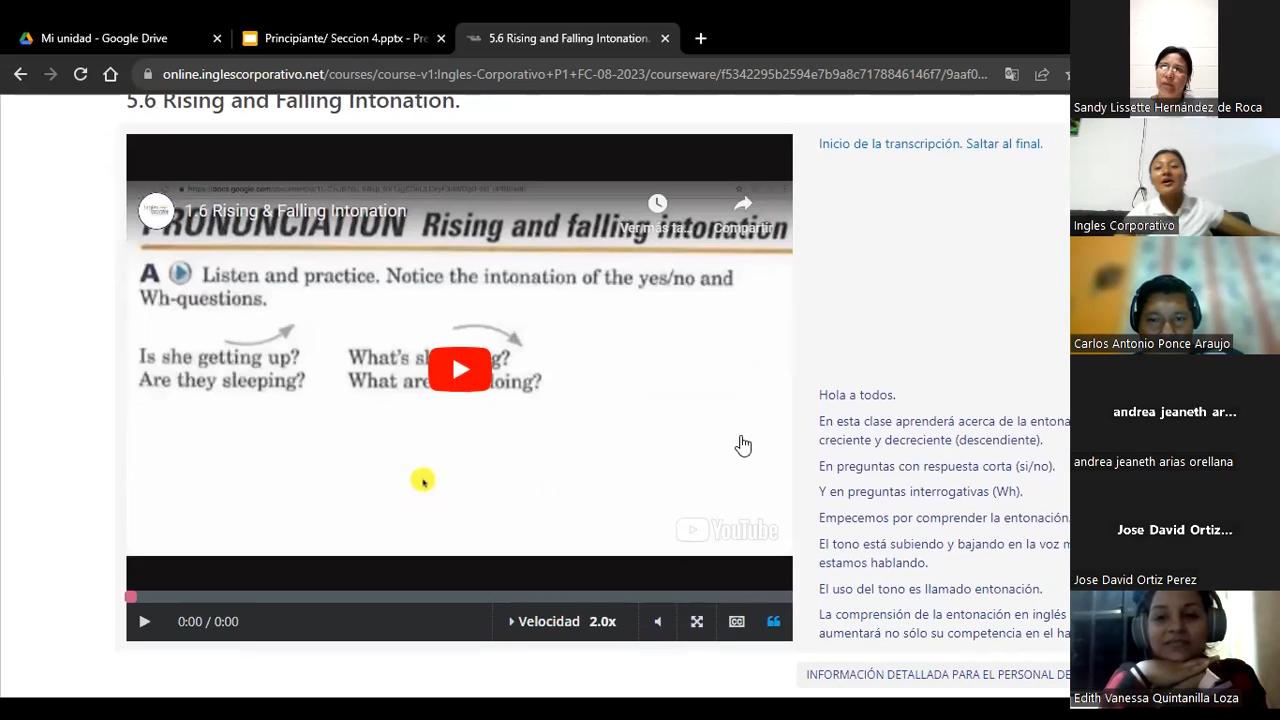 Mi unidad - Google Drive
Principiante/ Seccion 4.pptx - Pre
5.6 Rising and Falling Intonation.
online.inglescorporativo.net/courses/course-v1:Ingles-Corporativo+P1+FC-08-2023/courseware/f5342295b2594e7b9a8c7178846146f7/9aaf0...
5.6 Rising and Falling Intonation.
1.6 Rising & Falling Intonation
Ver más ta...
Compartir
PRONUNCIATION Rising and falling intonation
A Listen and practice. Notice the intonation of the yes/no and
Wh-questions.
Is she getting up?
Are they sleeping?
What's
What are
YouTube
0:00 / 0:00
Velocidad 2.0x
CC
Inicio de la transcripción. Saltar al final.
Hola a todos.
En esta clase aprenderá acerca de la entona
creciente y decreciente (descendiente).
En preguntas con respuesta corta (si/no).
Y en preguntas interrogativas (Wh).
Empecemos por comprender la entonación.
El tono está subiendo y bajando en la voz m
estamos hablando.
El uso del tono es llamado entonación.
La comprensión de la entonación en inglés
aumentará no sólo su competencia en el ha
INFORMACIÓN DETALLADA PARA EL PERSONAL DE
Sandy Lissette Hernández de Roca
Ingles Corporativo
Carlos Antonio Ponce Araujo
andrea jeaneth ar...
andrea jeaneth arias orellana
Jose David Ortiz...
Jose David Ortiz Perez
Edith Vanessa Quintanilla Loza